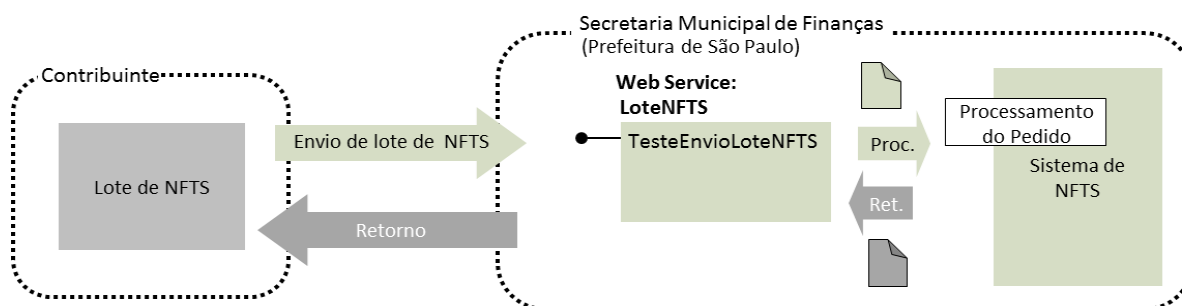 Secretaria Municipal de Finanças
(Prefeitura de São Paulo)
Contribuinte
Lote de NFTS
Envio de lote de NFTS
Retorno
Web Service:
LoteNFTS
TesteEnvioLoteNFTS
Proc.
Ret.
Processamento
do Pedido
Sistema de
NFTS